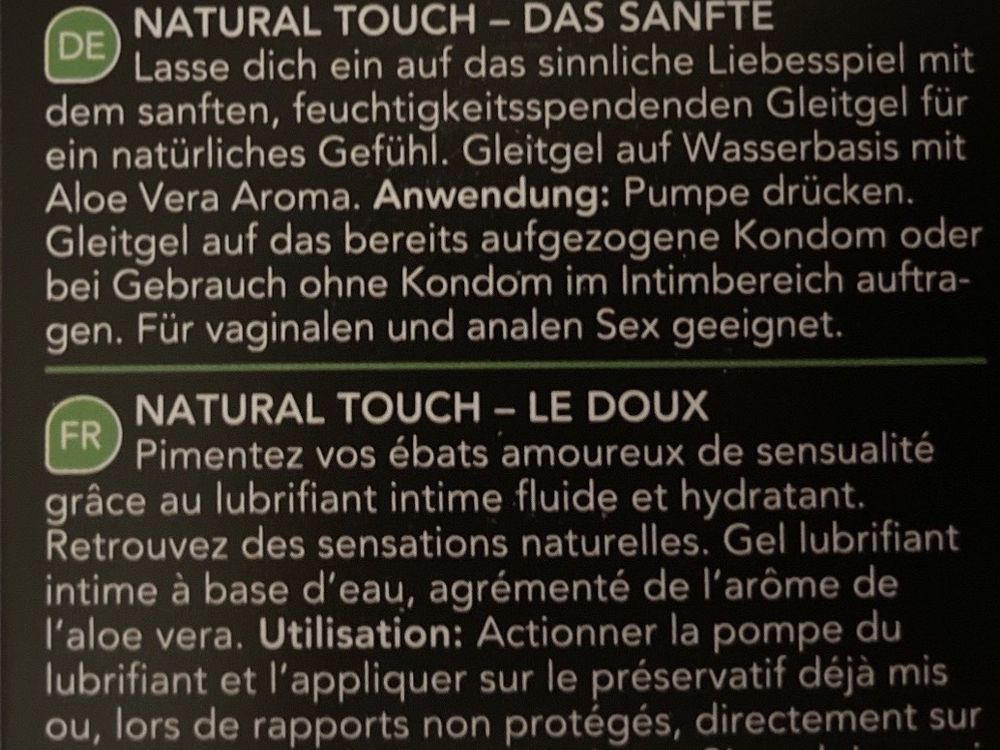 DE NATURAL TOUCH – DAS SANFTE
Lasse dich ein auf das sinnliche Liebesspiel mit
dem sanften, feuchtigkeitsspendenden Gleitgel für
ein natürliches Gefühl. Gleitgel auf Wasserbasis mit
Aloe Vera Aroma. Anwendung: Pumpe drücken.
Gleitgel auf das bereits aufgezogene Kondom oder
bei Gebrauch ohne Kondom im Intimbereich auftra-
gen. Für vaginalen und analen Sex geeignet.
FR NATURAL TOUCH – LE DOUX
Pimentez vos ébats amoureux de sensualité
grâce au lubrifiant intime fluide et hydratant.
Retrouvez des sensations naturelles. Gel lubrifiant
intime à base d'eau, agrémenté de l'arôme de
l'aloe vera. Utilisation: Actionner la pompe du
lubrifiant et l'appliquer sur le préservatif déjà mis
ou, lors de rapports non protégés, directement sur